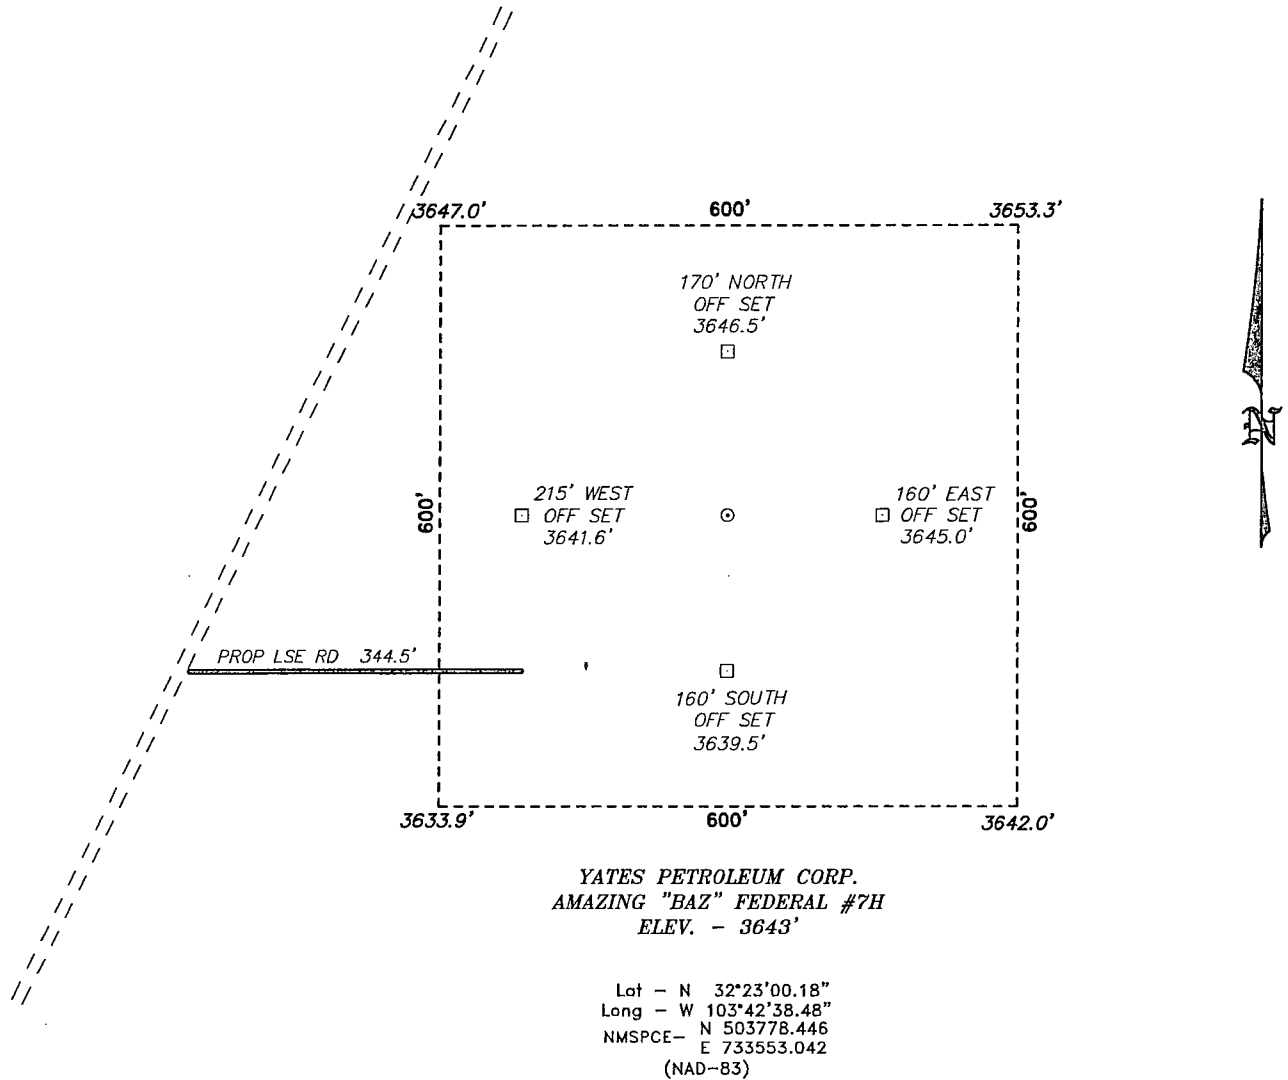 3647.0'
600'
3653.3'
170' NORTH
OFF SET
3646.5'
600'
215' WEST
OFF SET
3641.6'
160' EAST
OFF SET
3645.0'
600'
N
PROP LSE RD 344.5'
160' SOUTH
OFF SET
3639.5'
3633.9'
600'
3642.0'
YATES PETROLEUM CORP.
AMAZING "BAZ" FEDERAL #7H
ELEV. - 3643'
Lat - N 32°23'00.18"
Long - W 103°42'38.48"
NMSPCE- N 503778.446
E 733553.042
(NAD-83)